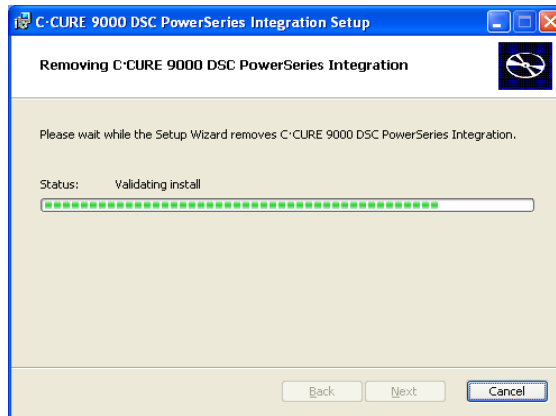 C·CURE 9000 DSC PowerSeries Integration Setup
Removing C·CURE 9000 DSC PowerSeries Integration
Please wait while the Setup Wizard removes C·CURE 9000 DSC PowerSeries Integration.
Status: Validating install
Back Next Cancel